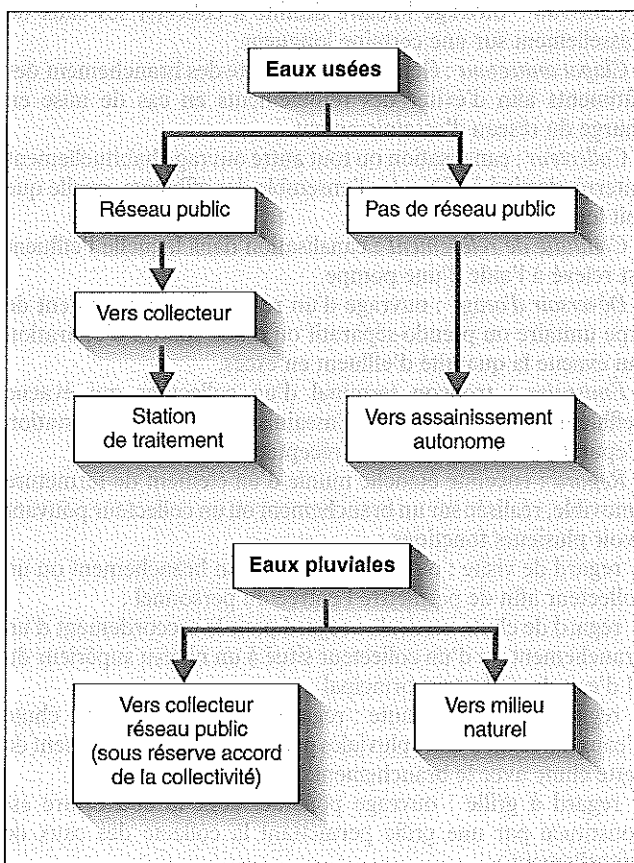 Eaux usées
Réseau public
Pas de réseau public
Vers collecteur
Station
de traitement
Vers assainissement
autonome
Eaux pluviales
Vers collecteur
réseau public
(sous réserve accord
de la collectivité)
Vers milieu
naturel